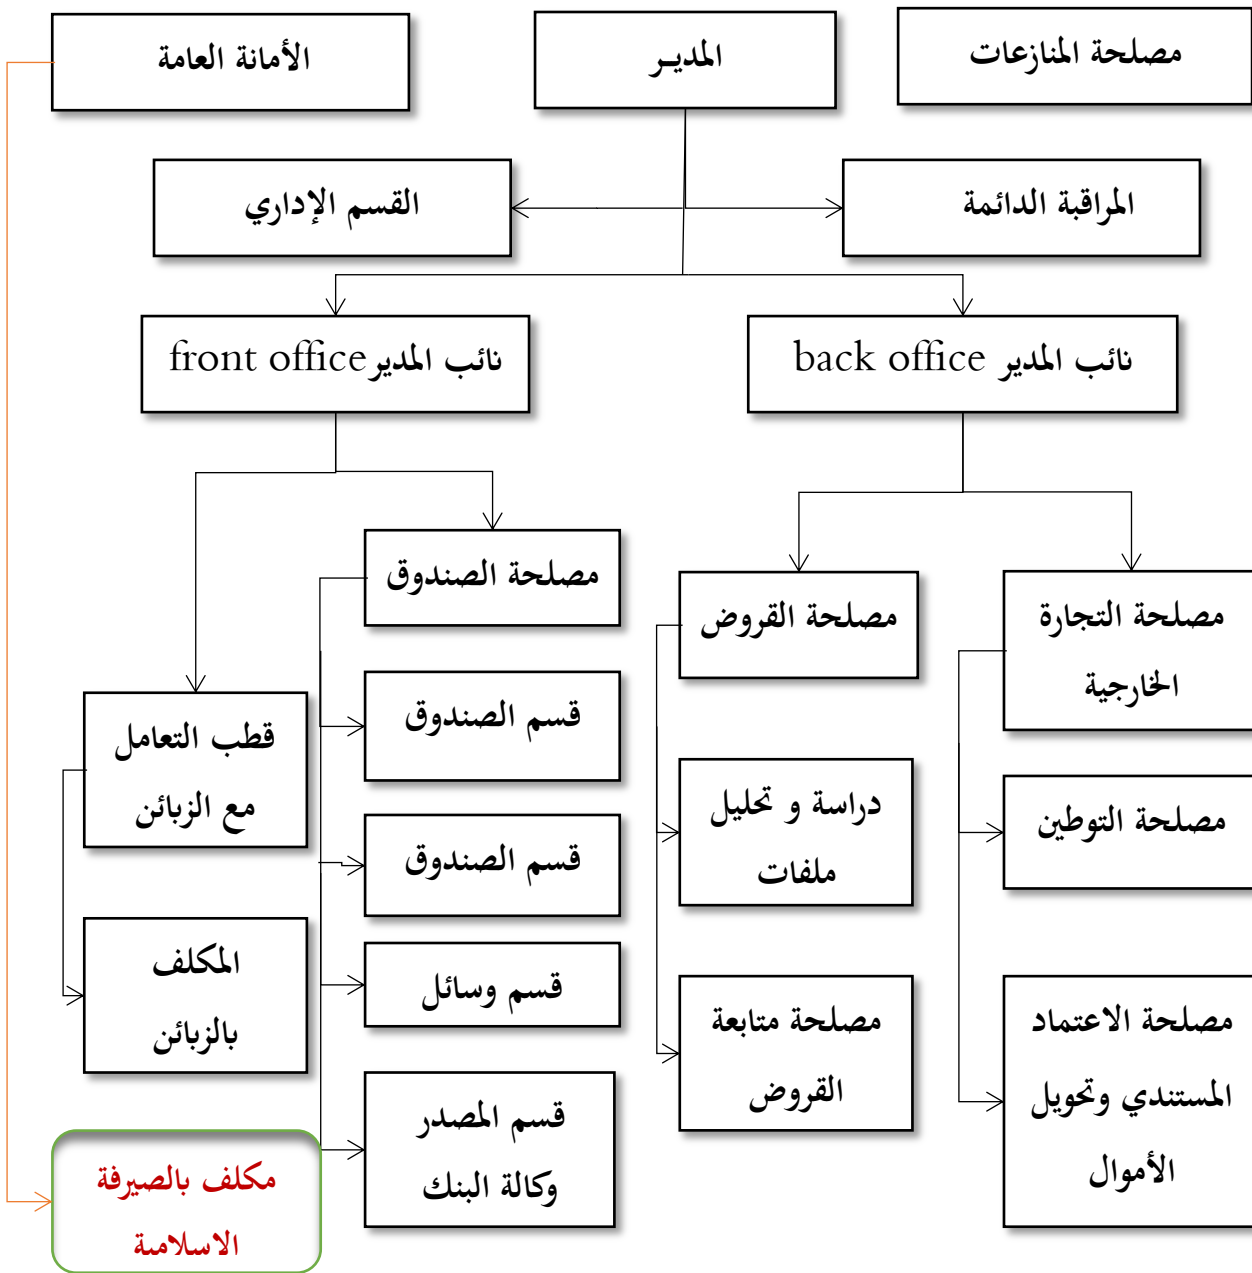 مصلحة المنازعات
المديـر
الأمانة العامة
المراقبة الدائمة
القسم الإداري
نائب المدير back office
نائب المدير front office
مصلحة التجارة
الخارجية
مصلحة القروض
مصلحة الصندوق
قطب التعامل
مع الزبائن
قسم الصندوق
مصلحة التوطين
دراسة و تحليل
ملفات
قسم الصندوق
المكلف
بالزبائن
قسم وسائل
مصلحة الاعتماد
المستندي وتحويل
الأموال
مصلحة متابعة
القروض
قسم المصدر
وكالة البنك
مكلف بالصيرفة
الاسلامية